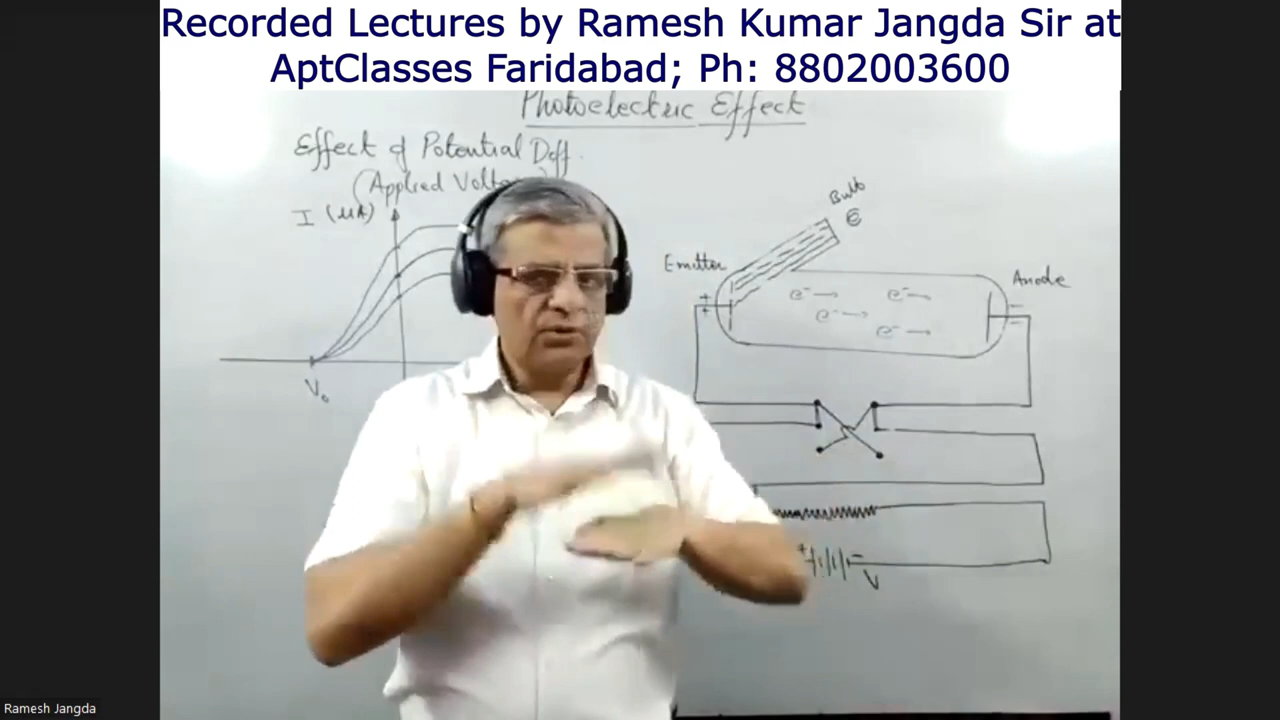 Recorded Lectures by Ramesh Kumar Jangda Sir at
AptClasses Faridabad; Ph: 8802003600
Photoelectric Effect
Effect of Potential Diff.
(Applied
I (μA)
V₀
Bulb
Emitter
Anode
+
+
e⁻ → e⁻ →
e⁻ →
e⁻ →
+
V
Ramesh Jangda